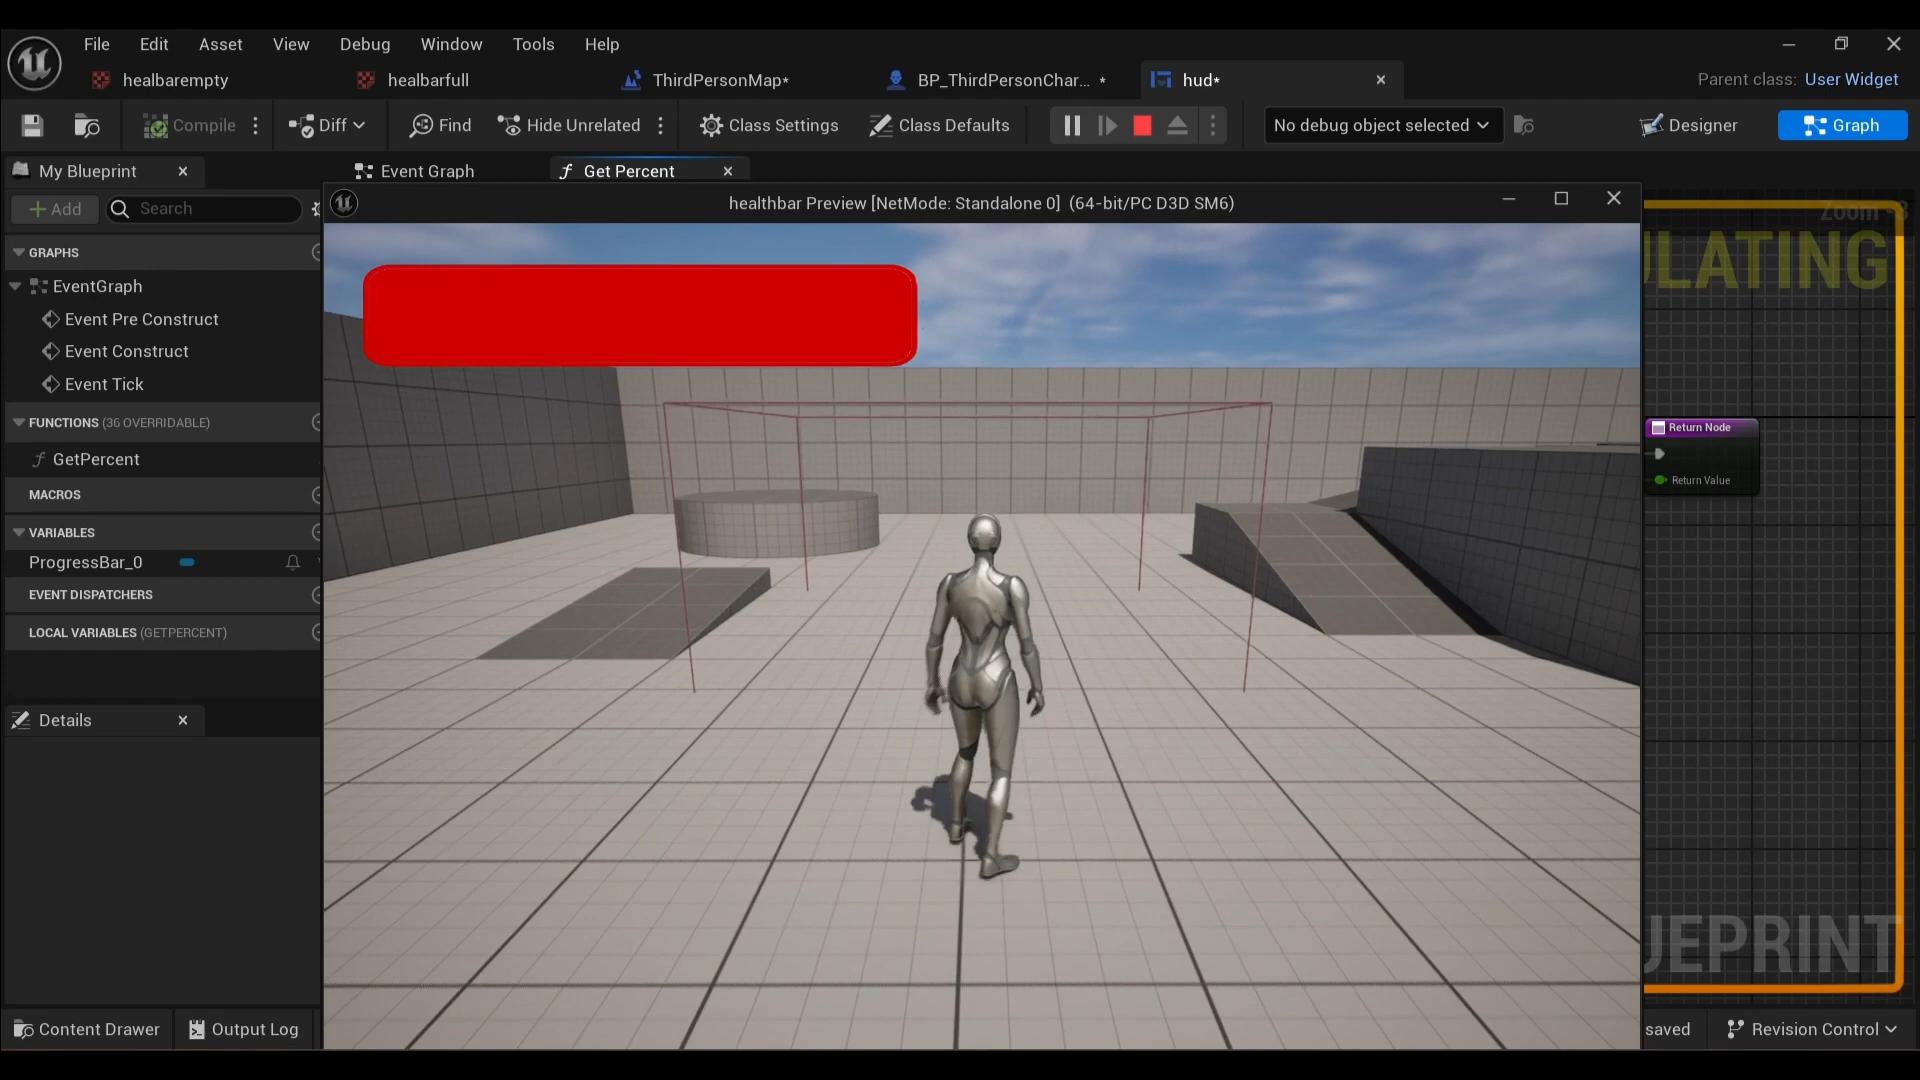 File Edit Asset View Debug Window Tools Help
healbarempty healbarfull ThirdPersonMap* BP_ThirdPersonChar... * hud* Parent class: User Widget
Compile Diff Find Hide Unrelated Class Settings Class Defaults No debug object selected Designer Graph
My Blueprint Event Graph Get Percent
Add Search
healthbar Preview [NetMode: Standalone 0] (64-bit/PC D3D SM6)
Zoom -3
ULATING
GRAPHS
EventGraph
Event Pre Construct
Event Construct
Event Tick
FUNCTIONS (36 OVERRIDABLE)
GetPercent
Return Node
Return Value
MACROS
VARIABLES
ProgressBar_0
EVENT DISPATCHERS
LOCAL VARIABLES (GETPERCENT)
Details
UEPRINT
Content Drawer Output Log saved Revision Control